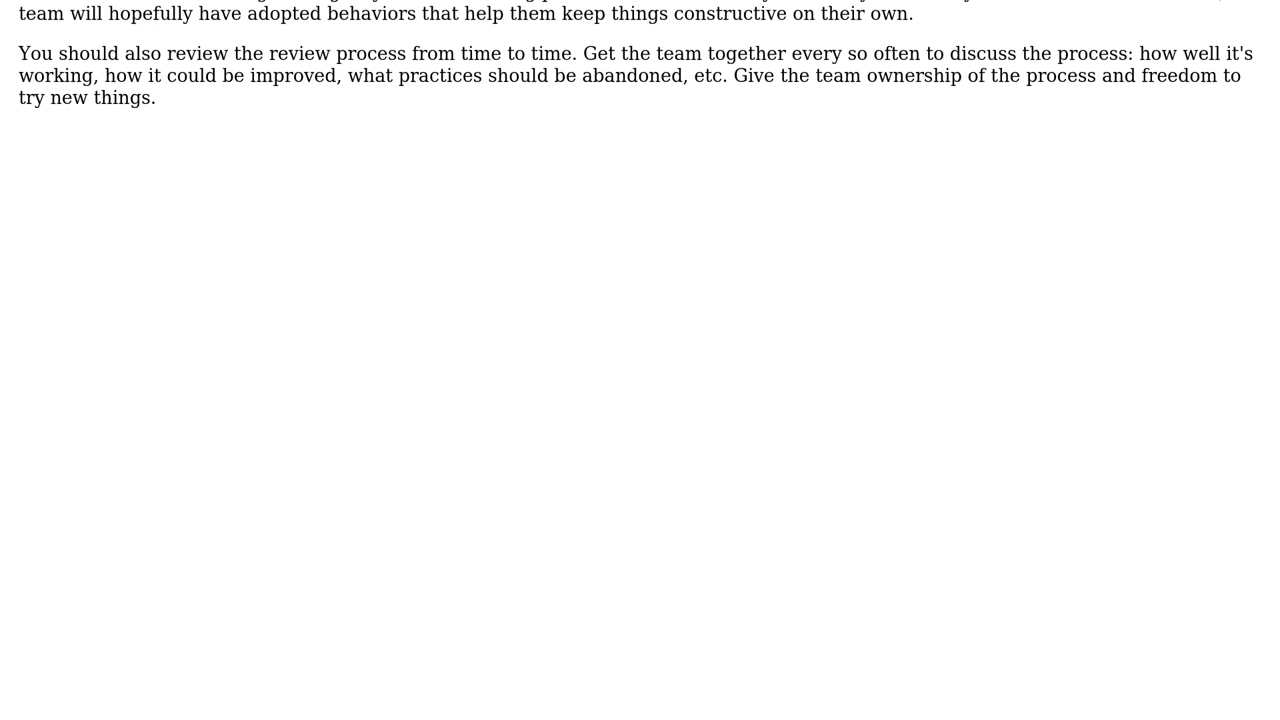 team will hopefully have adopted behaviors that help them keep things constructive on their own.
You should also review the review process from time to time. Get the team together every so often to discuss the process: how well it's
working, how it could be improved, what practices should be abandoned, etc. Give the team ownership of the process and freedom to
try new things.